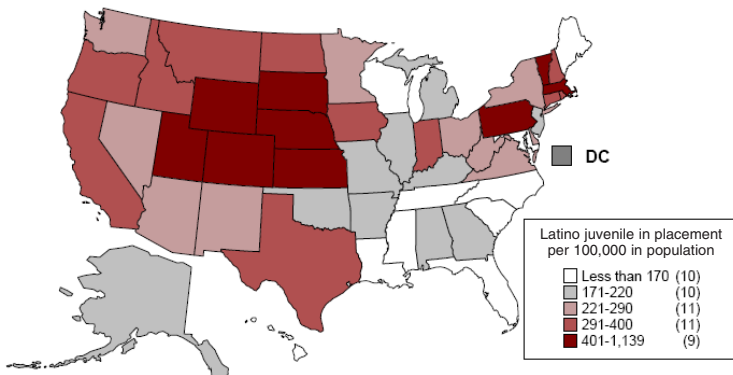 DC
Latino juvenile in placement
per 100,000 in population
Less than 170 (10)
171-220 (10)
221-290 (11)
291-400 (11)
401-1,139 (9)